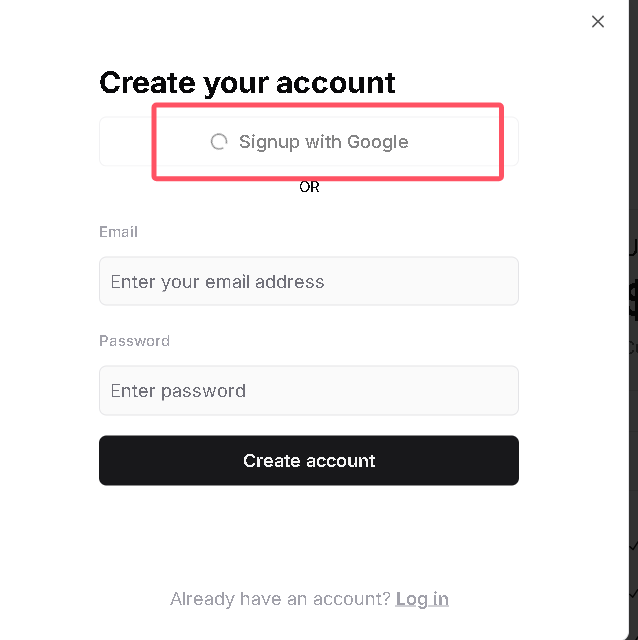 Create your account
Signup with Google
OR
Email
Enter your email address
Password
Enter password
Create account
Already have an account? Log in